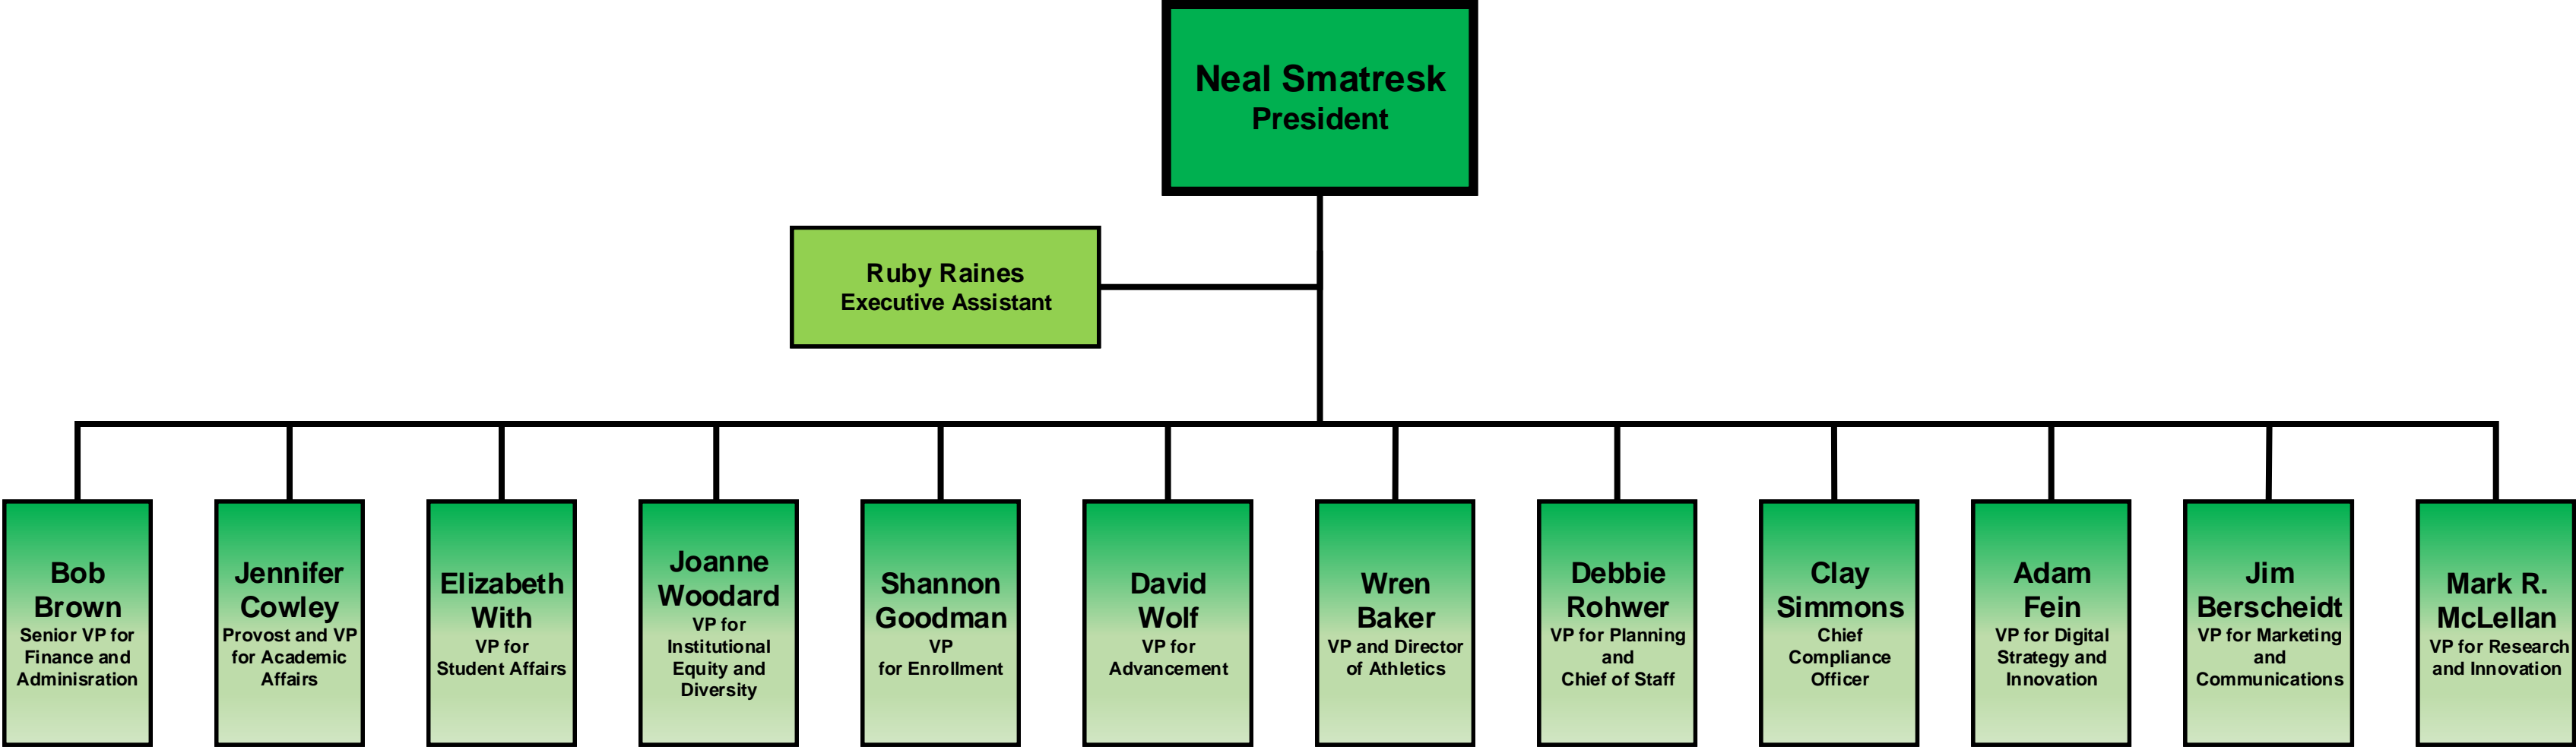 Neal Smatresk
President
Ruby Raines
Executive Assistant
Bob
Brown
Senior VP for
Finance and
Adminisration
Jennifer
Cowley
Provost and VP
for Academic
Affairs
Elizabeth
With
VP for
Student Affairs
Joanne
Woodard
VP for
Institutional
Equity and
Diversity
Shannon
Goodman
VP
for Enrollment
David
Wolf
VP for
Advancement
Wren
Baker
VP and Director
of Athletics
Debbie
Rohwer
VP for Planning
and
Chief of Staff
Clay
Simmons
Chief
Compliance
Officer
Adam
Fein
VP for Digital
Strategy and
Innovation
Jim
Berscheidt
VP for Marketing
and
Communications
Mark R.
McLellan
VP for Research
and Innovation